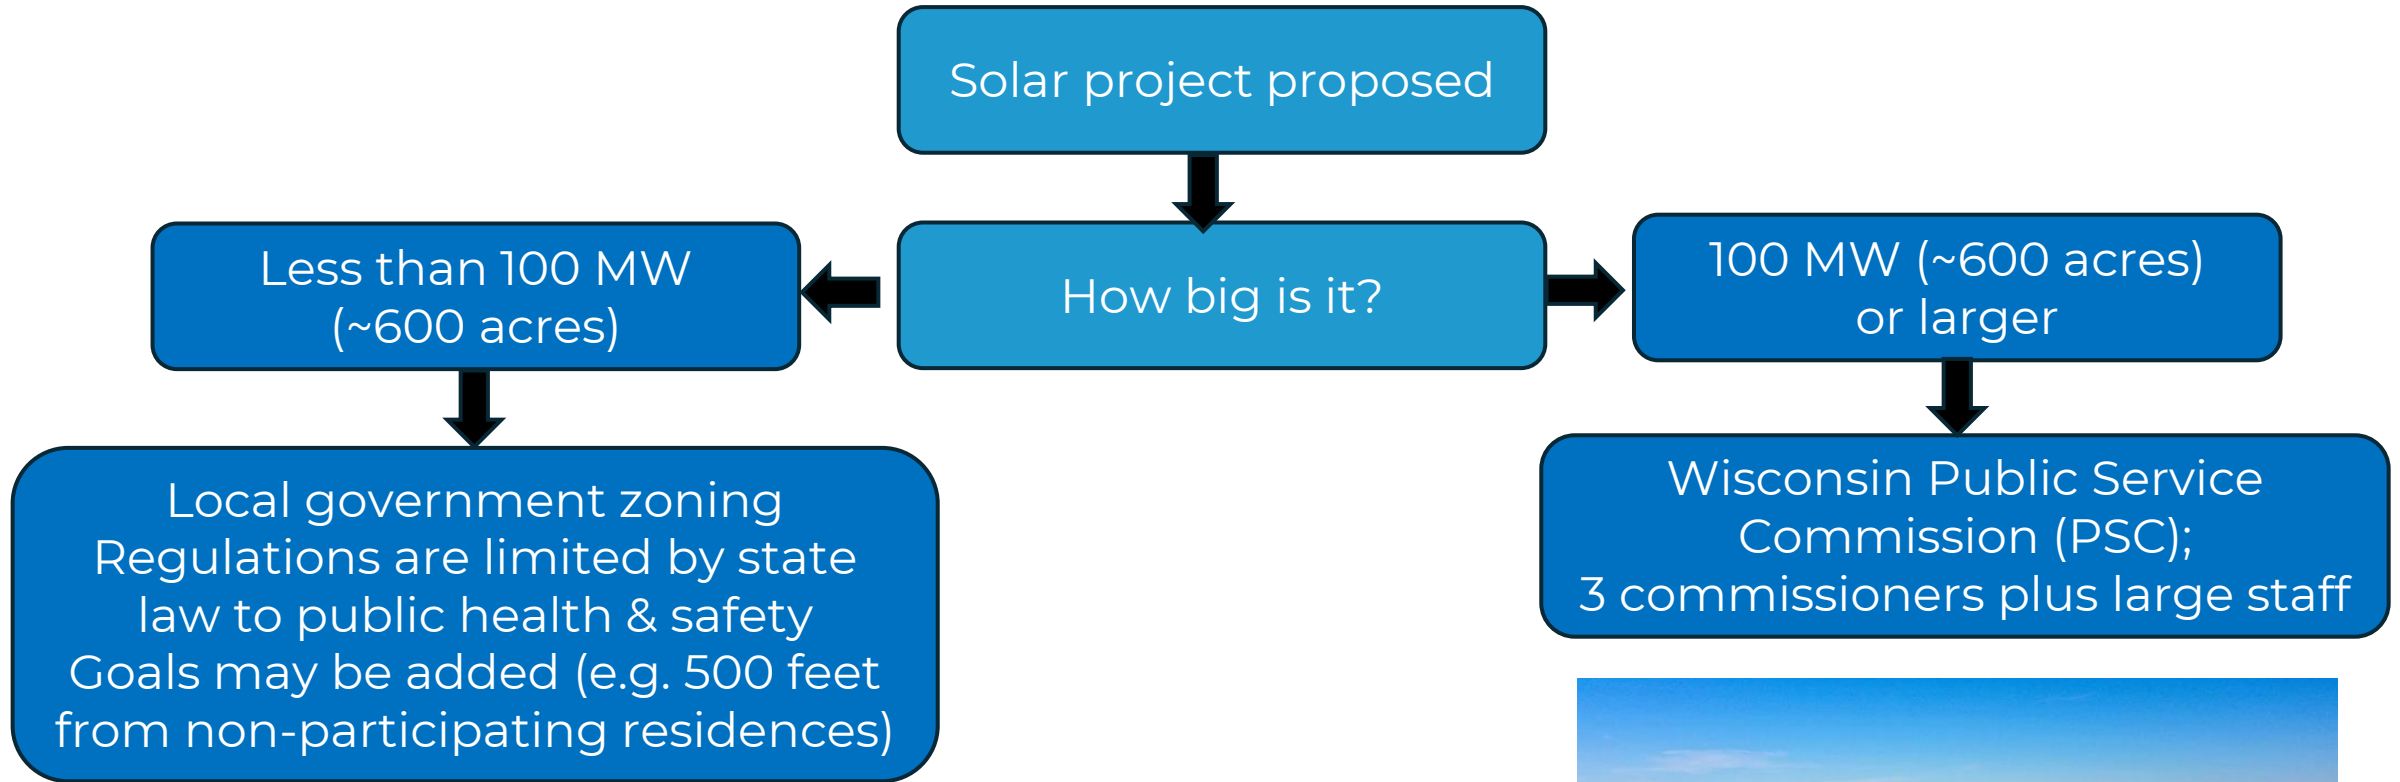 Solar project proposed
How big is it?
Less than 100 MW
(~600 acres)
100 MW (~600 acres)
or larger
Local government zoning
Regulations are limited by state
law to public health & safety
Goals may be added (e.g. 500 feet
from non-participating residences)
Wisconsin Public Service
Commission (PSC);
3 commissioners plus large staff